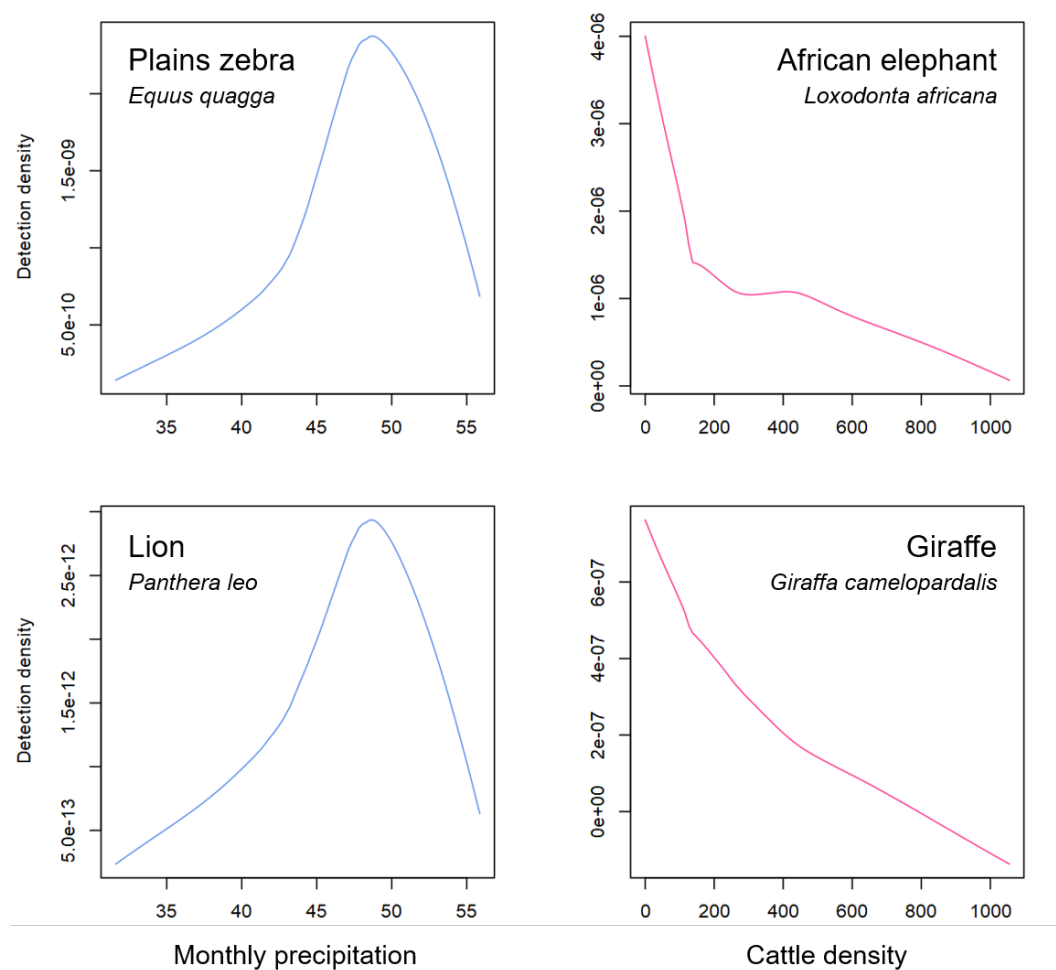 Plains zebra
Equus quagga
Detection density
5.0e-10
1.5e-09
35 40 45 50 55
African elephant
Loxodonta africana
0e+00
1e-06
2e-06
3e-06
4e-06
0 200 400 600 800 1000
Lion
Panthera leo
Detection density
5.0e-13
1.5e-12
2.5e-12
35 40 45 50 55
Giraffe
Giraffa camelopardalis
0e+00
2e-07
4e-07
6e-07
0 200 400 600 800 1000
Monthly precipitation
Cattle density